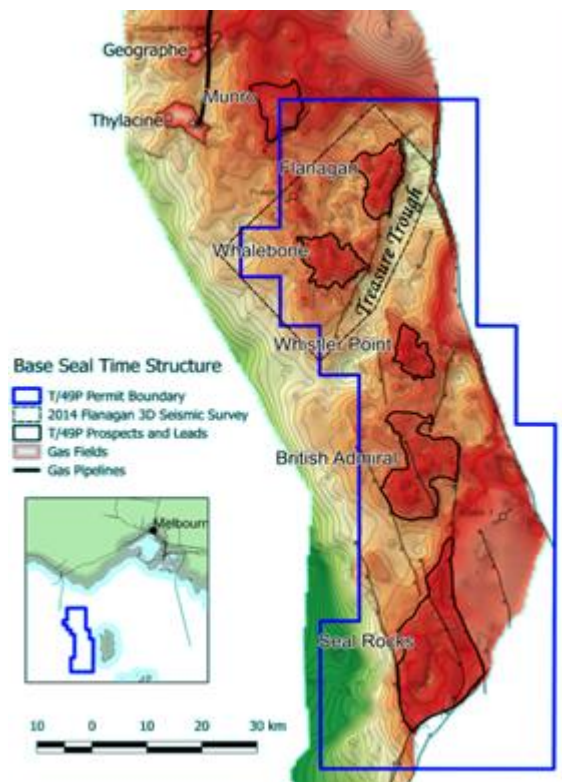 Geographe
Munro
Thylacine
Flanagan
Treasure Trough
Whalebone
Whistler Point
Base Seal Time Structure
T/49P Permit Boundary
2014 Flanagan 3D Seismic Survey
T/49P Prospects and Leads
Gas Fields
Gas Pipelines
British Admiral
Melbourn
Seal Rocks
10 0 10 20 30 km